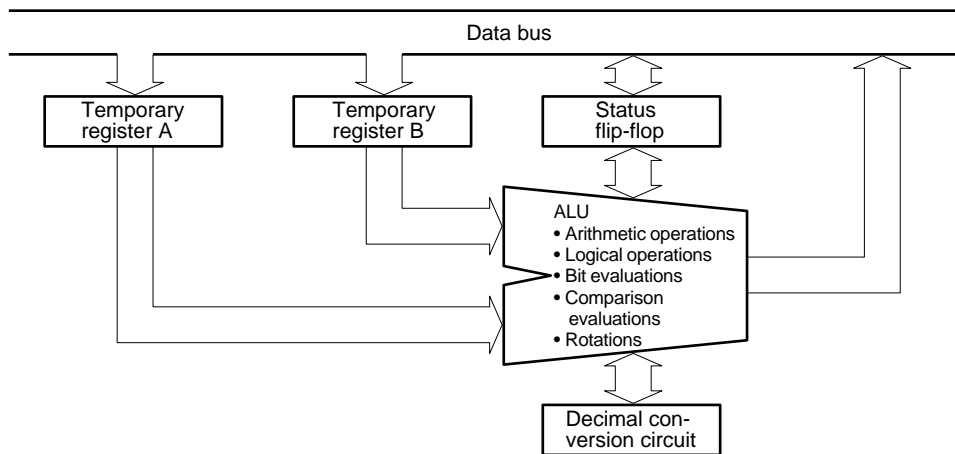 Data bus
Temporary
register A
Temporary
register B
Status
flip-flop
ALU
• Arithmetic operations
• Logical operations
• Bit evaluations
• Comparison
evaluations
• Rotations
Decimal con-
version circuit